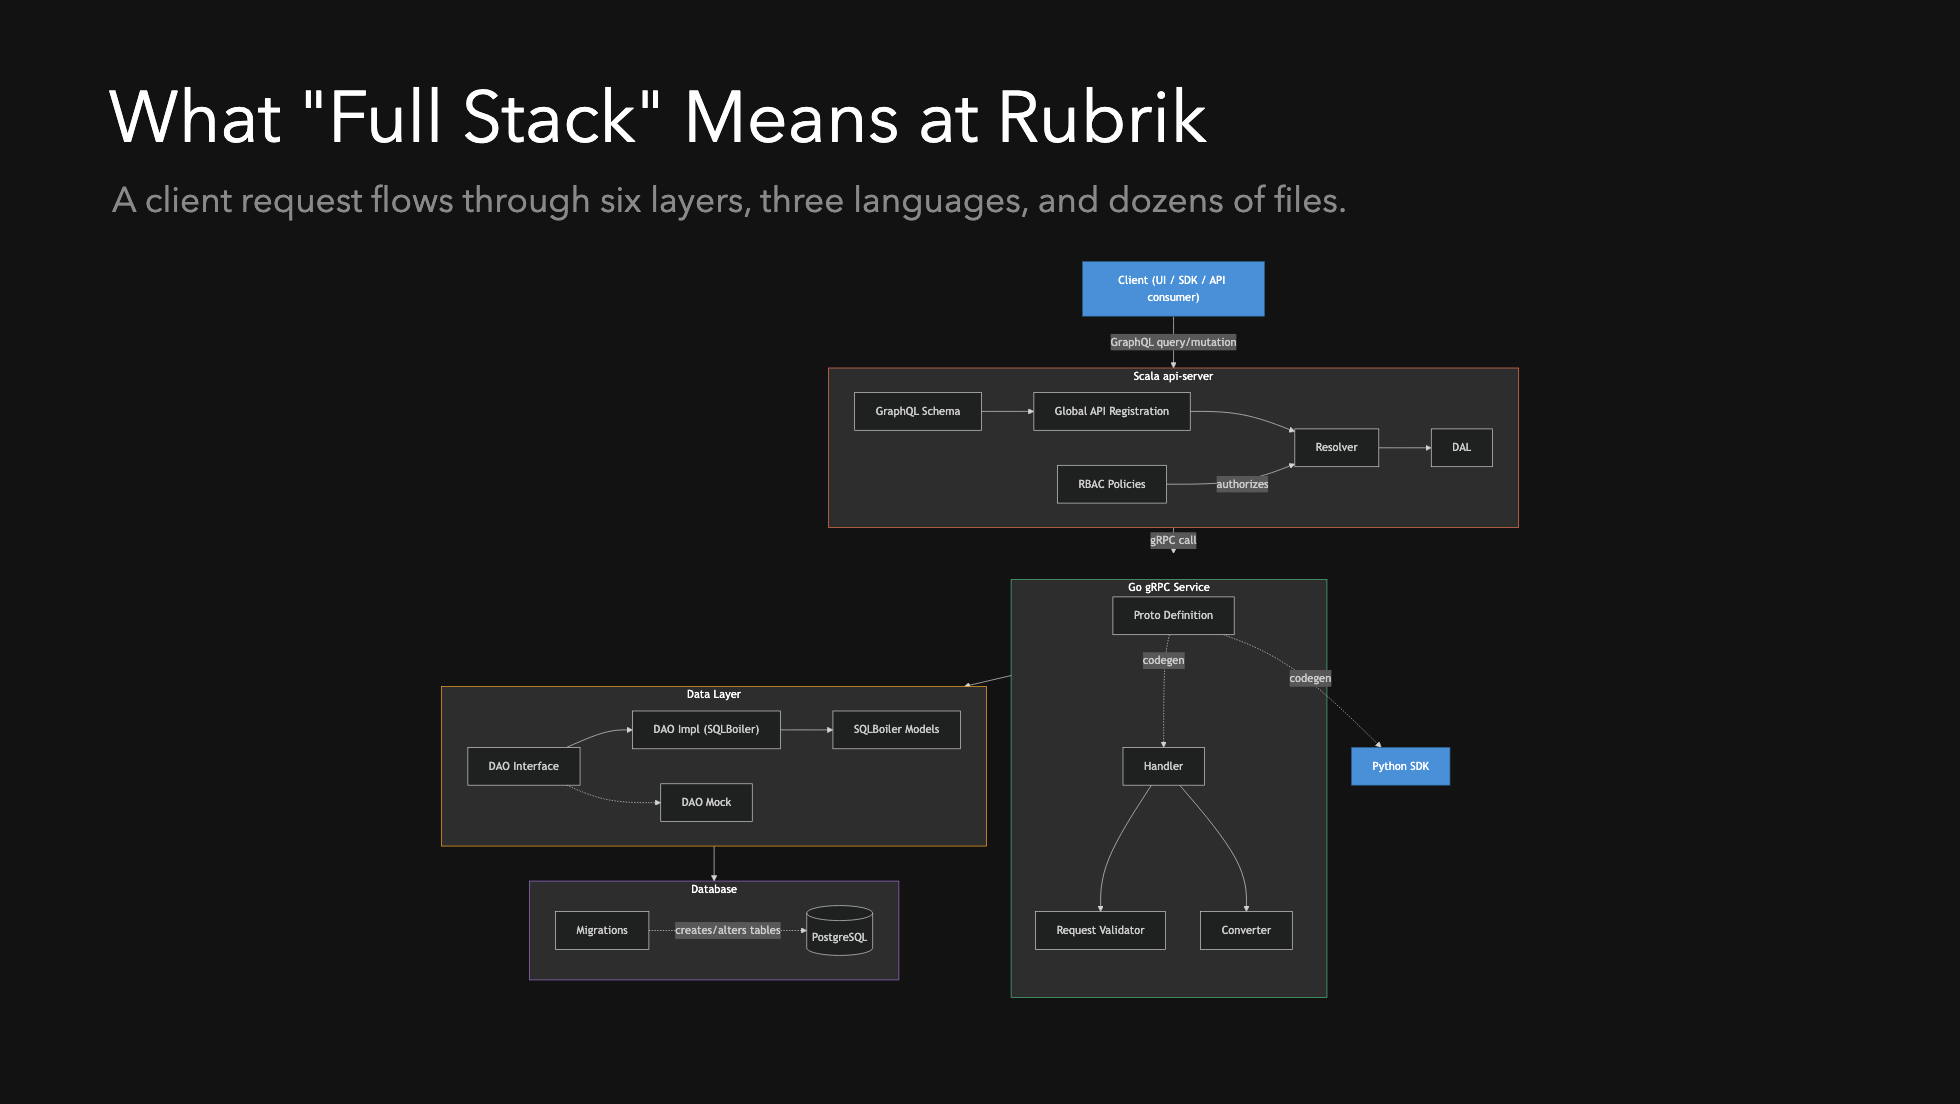 What "Full Stack" Means at Rubrik
A client request flows through six layers, three languages, and dozens of files.
Client (UI / SDK / API
consumer)
GraphQL query/mutation
Scala api-server
GraphQL Schema
Global API Registration
Resolver
DAL
RBAC Policies
authorizes
gRPC call
Go gRPC Service
Proto Definition
codegen
codegen
Data Layer
DAO Impl (SQLBoiler)
SQLBoiler Models
DAO Interface
DAO Mock
Handler
Python SDK
Database
Migrations
creates/alters tables
PostgreSQL
Request Validator
Converter